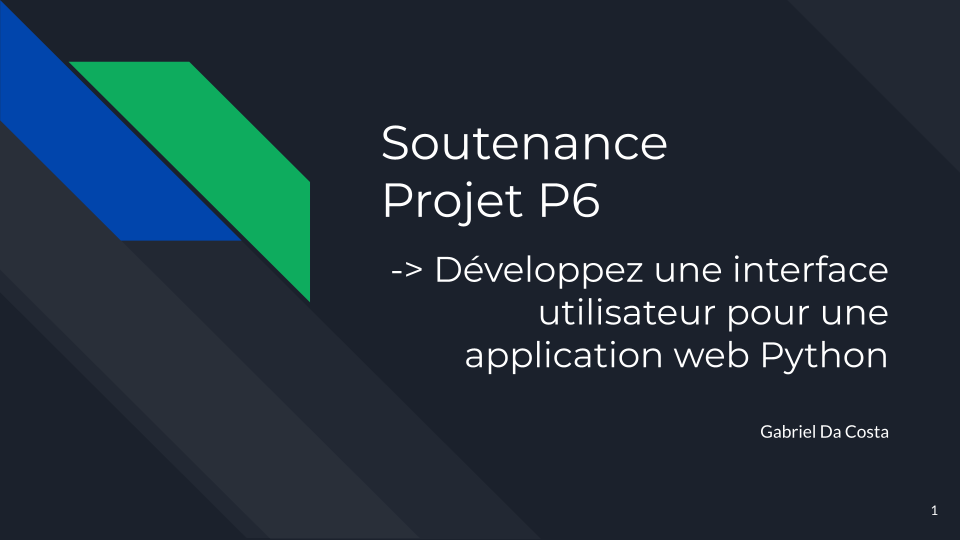 Soutenance
Projet P6
-> Développez une interface
utilisateur pour une
application web Python
Gabriel Da Costa
1